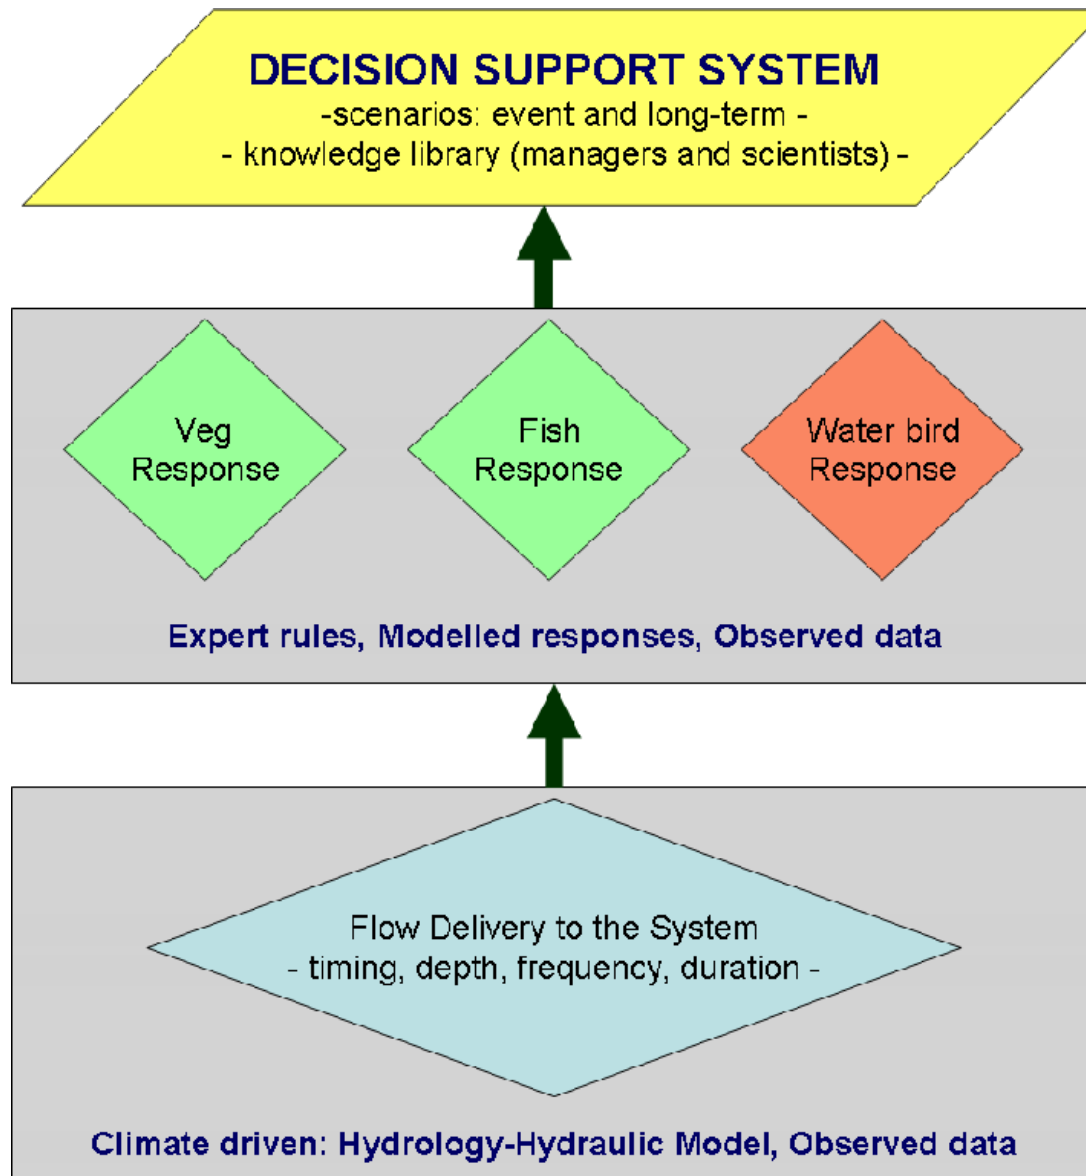 DECISION SUPPORT SYSTEM
-scenarios: event and long-term -
- knowledge library (managers and scientists) -
Veg
Response
Fish
Response
Water bird
Response
Expert rules, Modelled responses, Observed data
Flow Delivery to the System
- timing, depth, frequency, duration -
Climate driven: Hydrology-Hydraulic Model, Observed data